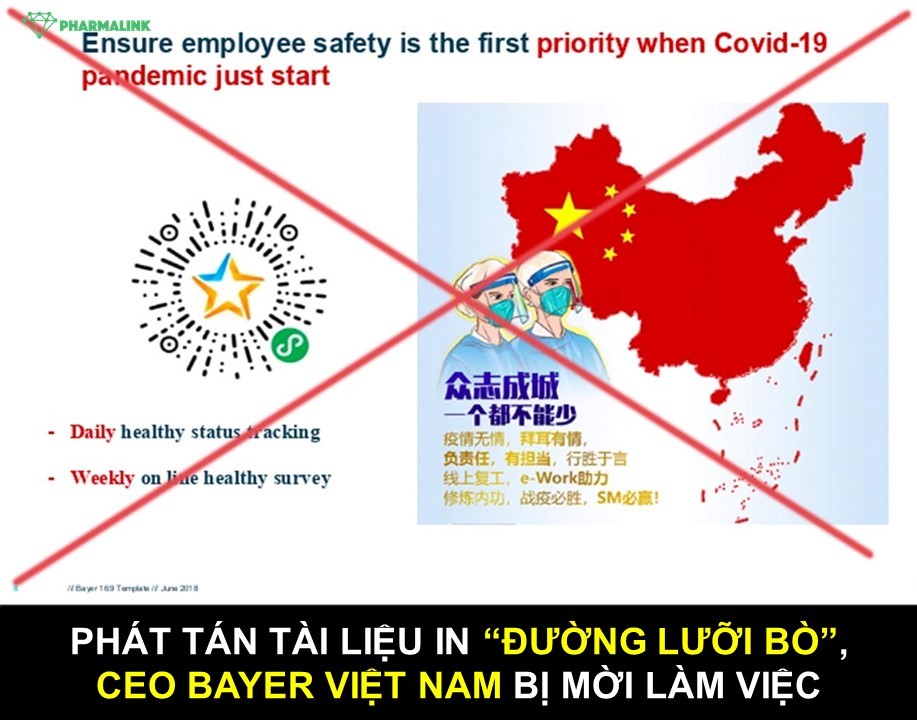 PHARMALINK
Ensure employee safety is the first priority when Covid-19
pandemic just start
众志成城
一个都不能少
疫情无情，拜耳有情，
负责任，有担当，行胜于言
线上复工，e-Work助力
修炼内功，战疫必胜，SM必赢！
- Daily healthy status tracking
- Weekly on line healthy survey
8 /// Bayer 16:9 Template /// June 2018
PHÁT TÁN TÀI LIỆU IN “ĐƯỜNG LƯỠI BÒ”,
CEO BAYER VIỆT NAM BỊ MỜI LÀM VIỆC